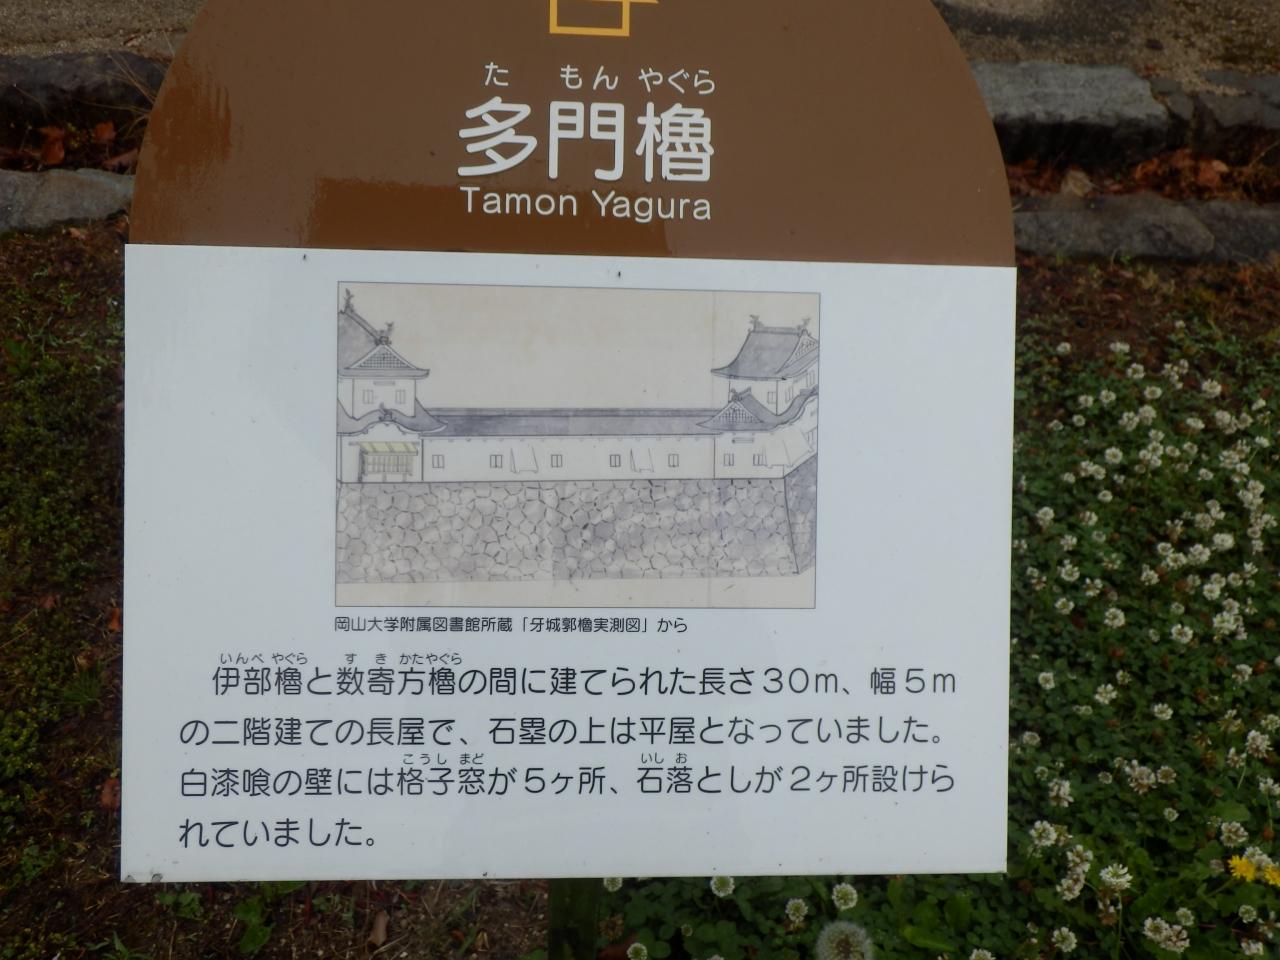 た もん やぐら
多門櫓
Tamon Yagura
岡山大学附属図書館所蔵「牙城郭櫓実測図」から
いんべ やぐら す き かたやぐら
伊部櫓と数寄方櫓の間に建てられた長さ30m、幅5m
の二階建ての長屋で、石塁の上は平屋となっていました。
こうし まど いし お
白漆喰の壁には格子窓が5ヶ所、石落としが2ヶ所設けら
れていました。